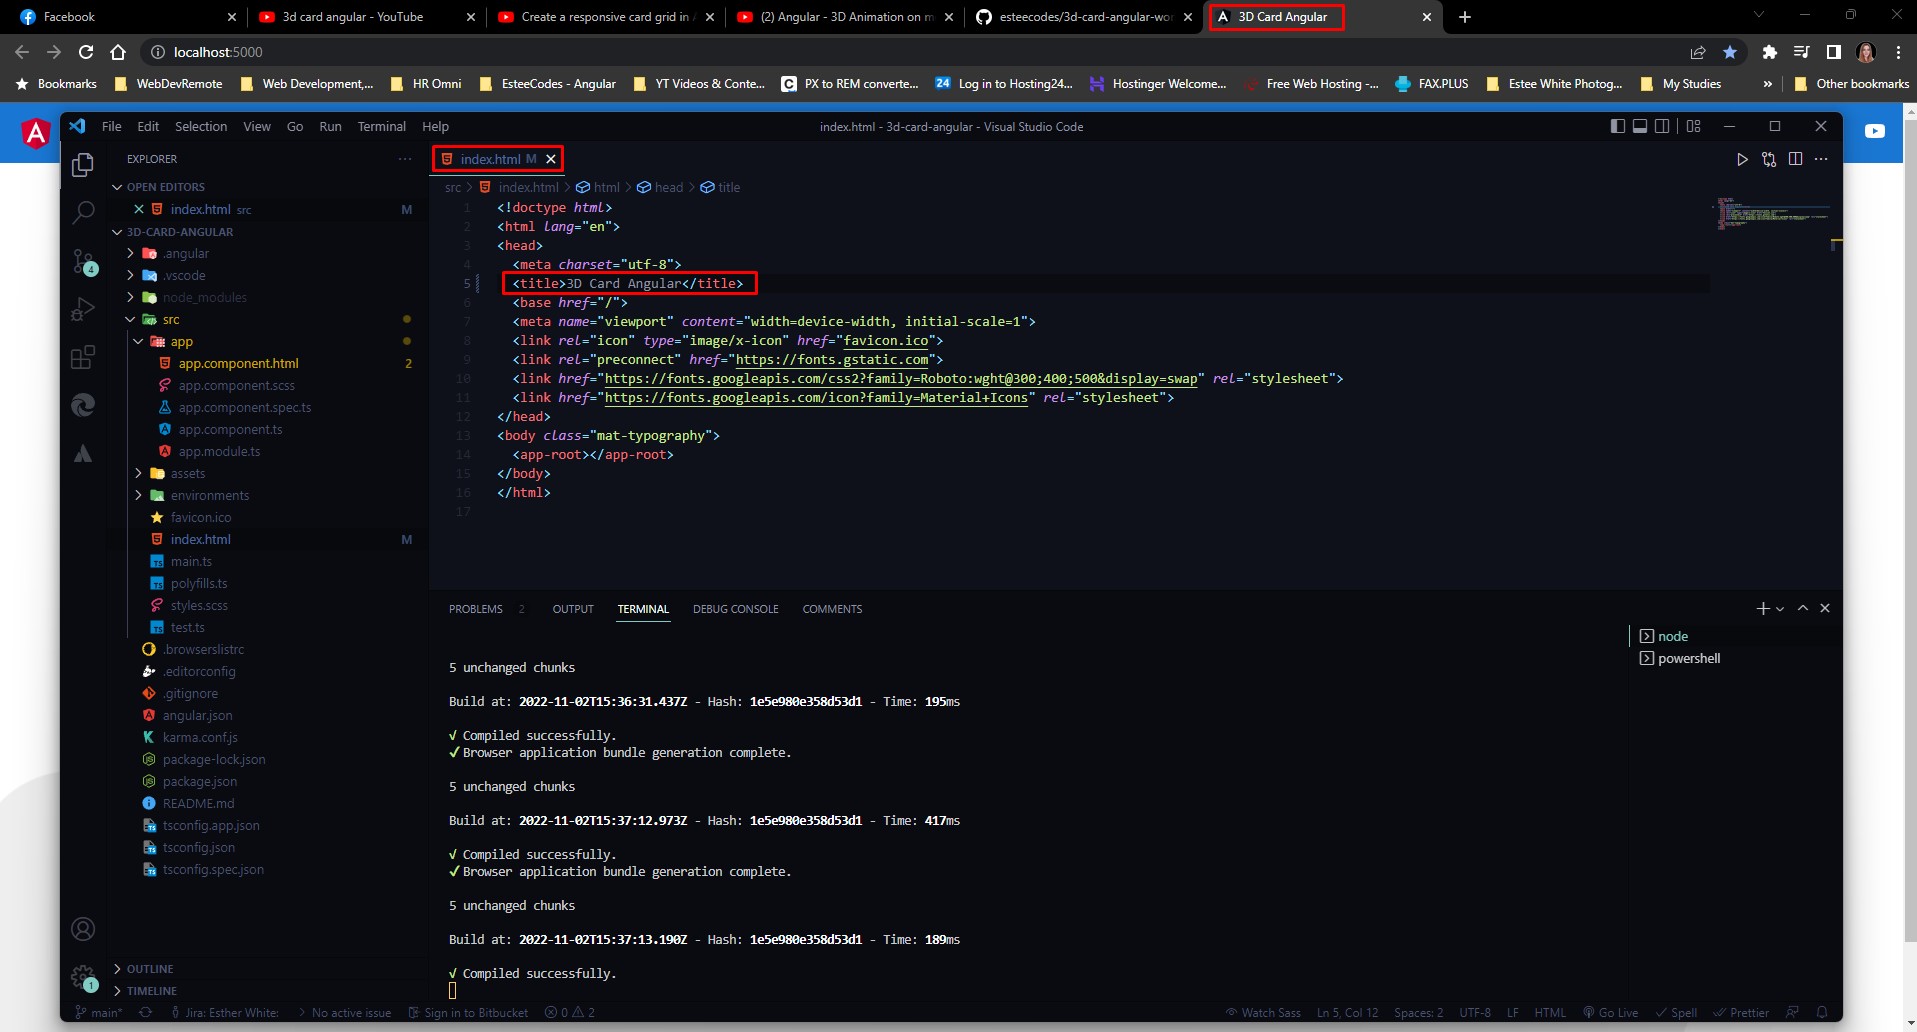 Facebook
3d card angular - YouTube
Create a responsive card grid in A
(2) Angular - 3D Animation on m
esteecodes/3d-card-angular-wor
3D Card Angular
localhost:5000
Bookmarks
WebDevRemote
Web Development,...
HR Omni
EsteeCodes - Angular
YT Videos & Conte...
PX to REM converte...
24
Log in to Hosting24...
Hostinger Welcome...
Free Web Hosting -...
FAX.PLUS
Estee White Photog...
My Studies
»
Other bookmarks
File Edit Selection View Go Run Terminal Help
index.html - 3d-card-angular - Visual Studio Code
EXPLORER
OPEN EDITORS
index.html src M
3D-CARD-ANGULAR
.angular
.vscode
node_modules
src
app
app.component.html 2
app.component.scss
app.component.spec.ts
app.component.ts
app.module.ts
assets
environments
favicon.ico
index.html M
main.ts
polyfills.ts
styles.scss
test.ts
.browserslistrc
.editorconfig
.gitignore
angular.json
karma.conf.js
package-lock.json
package.json
README.md
tsconfig.app.json
tsconfig.json
tsconfig.spec.json
OUTLINE
TIMELINE
4
1
index.html M
src > index.html > html > head > title
1 <!doctype html>
2 <html lang="en">
3 <head>
4 <meta charset="utf-8">
5 <title>3D Card Angular</title>
6 <base href="/">
7 <meta name="viewport" content="width=device-width, initial-scale=1">
8 <link rel="icon" type="image/x-icon" href="favicon.ico">
9 <link rel="preconnect" href="https://fonts.gstatic.com">
10 <link href="https://fonts.googleapis.com/css2?family=Roboto:wght@300;400;500&display=swap" rel="stylesheet">
11 <link href="https://fonts.googleapis.com/icon?family=Material+Icons" rel="stylesheet">
12 </head>
13 <body class="mat-typography">
14 <app-root></app-root>
15 </body>
16 </html>
17
PROBLEMS 2 OUTPUT TERMINAL DEBUG CONSOLE COMMENTS
node
powershell
5 unchanged chunks
Build at: 2022-11-02T15:36:31.437Z - Hash: 1e5e980e358d53d1 - Time: 195ms
√ Compiled successfully.
✔ Browser application bundle generation complete.
5 unchanged chunks
Build at: 2022-11-02T15:37:12.973Z - Hash: 1e5e980e358d53d1 - Time: 417ms
√ Compiled successfully.
✔ Browser application bundle generation complete.
5 unchanged chunks
Build at: 2022-11-02T15:37:13.190Z - Hash: 1e5e980e358d53d1 - Time: 189ms
√ Compiled successfully.
main* Jira: Esther White: > No active issue Sign in to Bitbucket 0 2 Watch Sass Ln 5, Col 12 Spaces: 2 UTF-8 LF HTML Go Live Spell Prettier